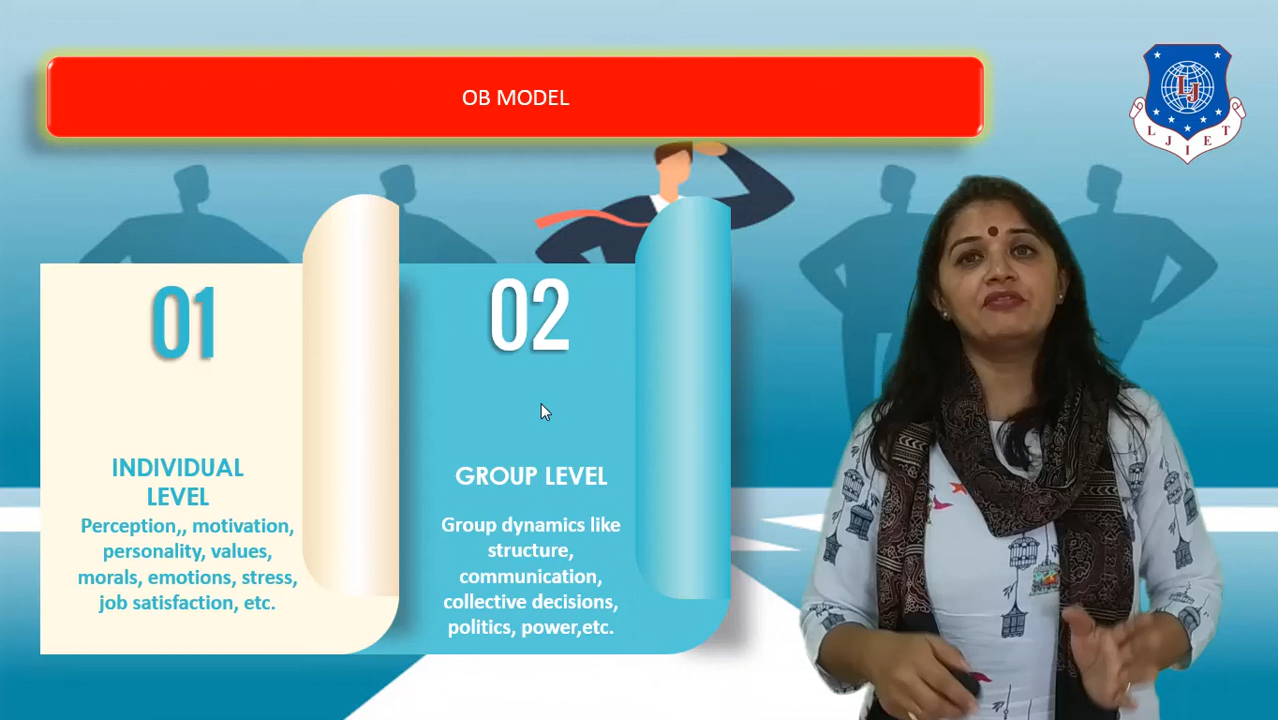 OB MODEL
L J I E T
LJ
01
INDIVIDUAL
LEVEL
Perception,, motivation,
personality, values,
morals, emotions, stress,
job satisfaction, etc.
02
GROUP LEVEL
Group dynamics like
structure,
communication,
collective decisions,
politics, power,etc.